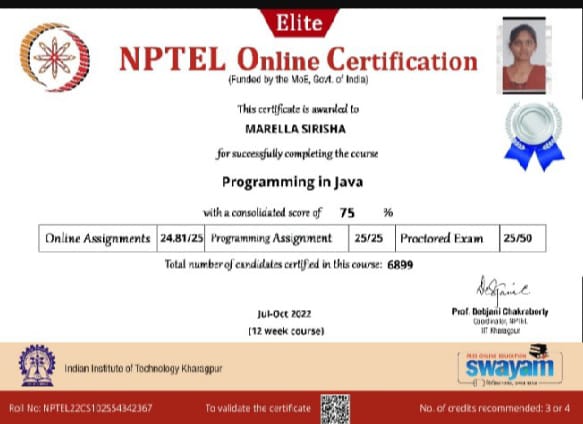 Elite
NPTEL Online Certification
(Funded by the MoE, Govt. of India)
This certificate is awarded to
MARELLA SIRISHA
for successfully completing the course
Programming in Java
with a consolidated score of 75 %
Online Assignments 24.81/25 Programming Assignment 25/25 Proctored Exam 25/50
Total number of candidates certified in this course: 6899
Jul-Oct 2022
(12 week course)
Prof. Debjani Chakraborty
Coordinator, NPTEL
IIT Kharagpur
Indian Institute of Technology Kharagpur
FREE ONLINE EDUCATION
swayam
Roll No: NPTEL22CS102S54342367
To validate the certificate
No. of credits recommended: 3 or 4